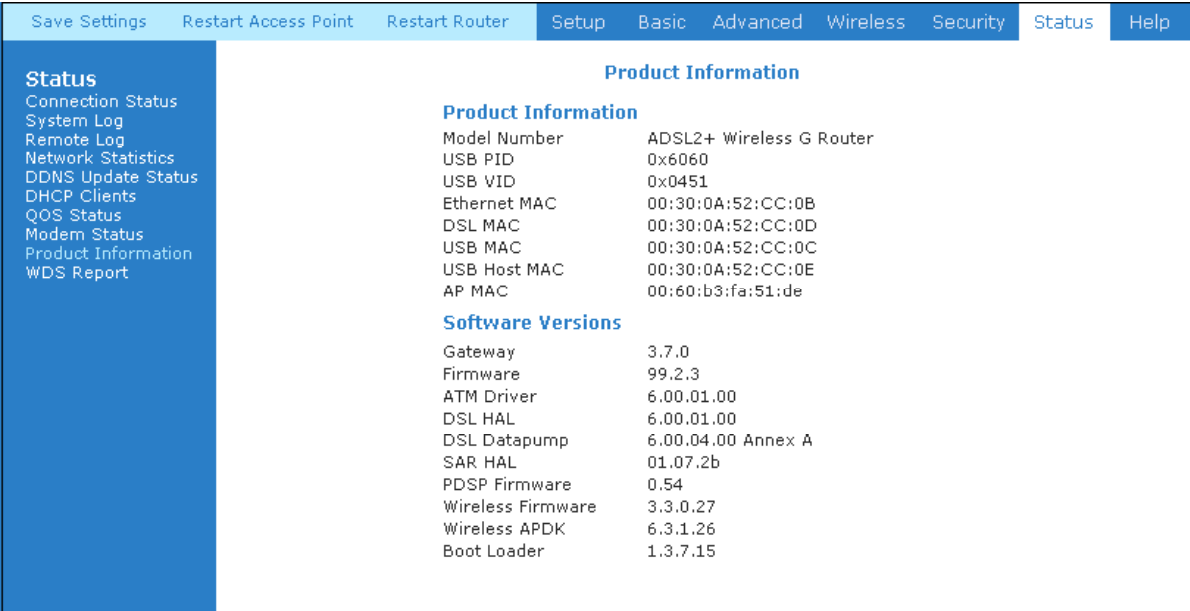 Save Settings Restart Access Point Restart Router Setup Basic Advanced Wireless Security Status Help
Status
Connection Status
System Log
Remote Log
Network Statistics
DDNS Update Status
DHCP Clients
QOS Status
Modem Status
Product Information
WDS Report
Product Information
Product Information
Model Number ADSL2+ Wireless G Router
USB PID 0x6060
USB VID 0x0451
Ethernet MAC 00:30:0A:52:CC:0B
DSL MAC 00:30:0A:52:CC:0D
USB MAC 00:30:0A:52:CC:0C
USB Host MAC 00:30:0A:52:CC:0E
AP MAC 00:60:b3:fa:51:de
Software Versions
Gateway 3.7.0
Firmware 99.2.3
ATM Driver 6.00.01.00
DSL HAL 6.00.01.00
DSL Datapump 6.00.04.00 Annex A
SAR HAL 01.07.2b
PDSP Firmware 0.54
Wireless Firmware 3.3.0.27
Wireless APDK 6.3.1.26
Boot Loader 1.3.7.15